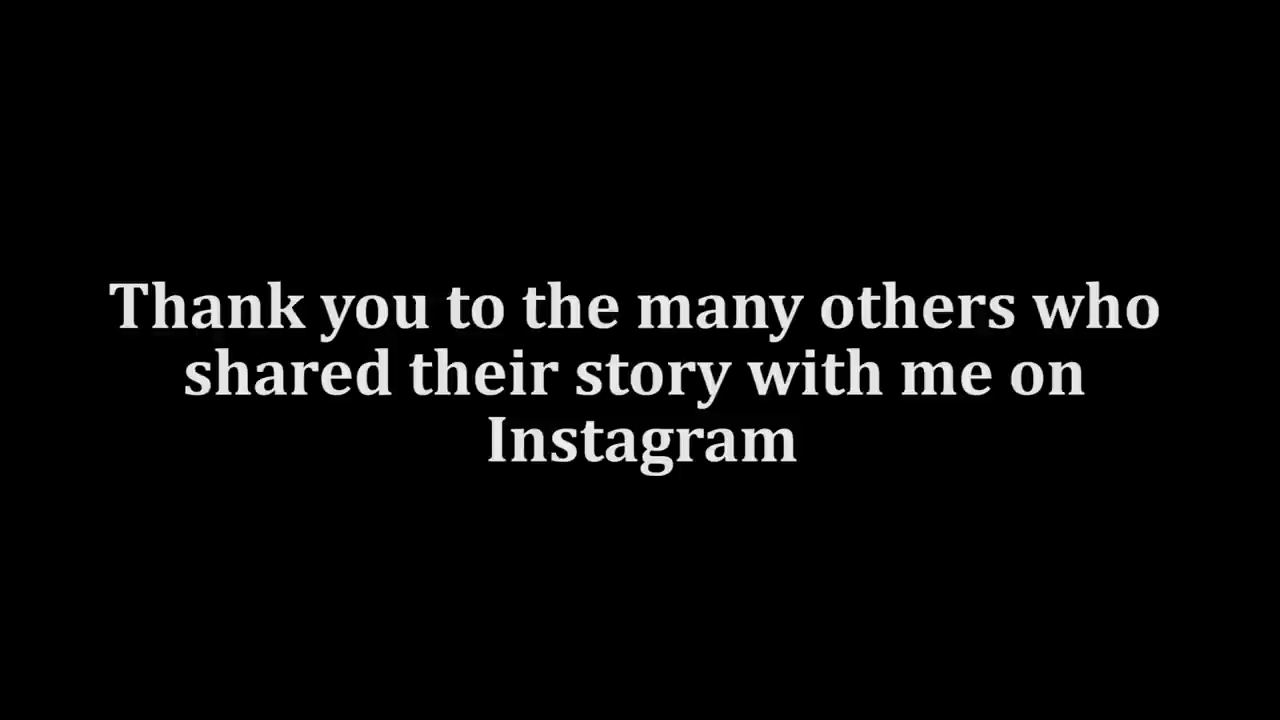 Thank you to the many others who
shared their story with me on
Instagram